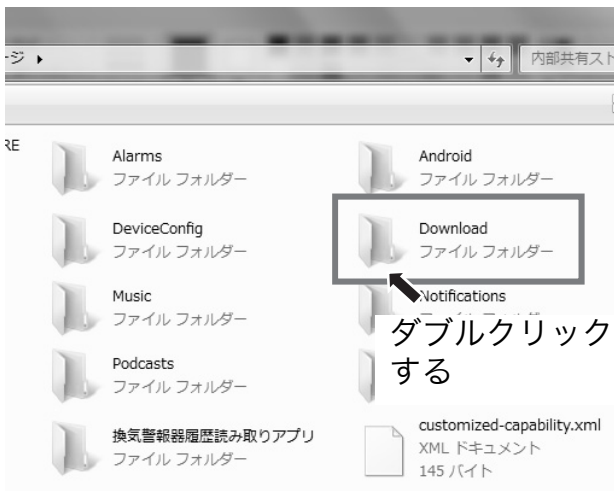 ージ
内部共有スト
RE
Alarms
ファイル フォルダー
Android
ファイル フォルダー
DeviceConfig
ファイル フォルダー
Download
ファイル フォルダー
Music
ファイル フォルダー
Notifications
Podcasts
ファイル フォルダー
ダブルクリック
する
換気警報器履歴読み取りアプリ
ファイル フォルダー
customized-capability.xml
XML ドキュメント
145 バイト